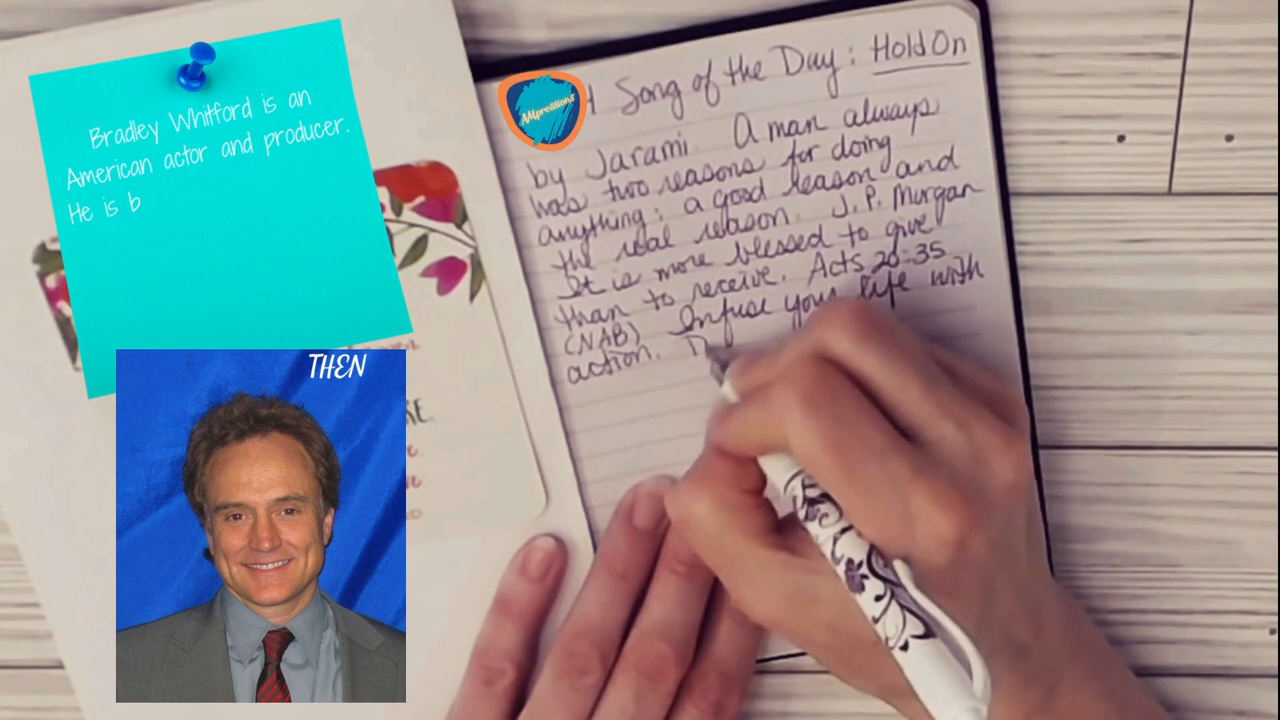 Bradley Whitford is an
American actor and producer.
He is b
THEN
AMpressions
Song of the Day: Hold On
by Jarami A man always
has two reasons for doing
anything: a good reason and
the real reason. J. P. Morgan
It is more blessed to give
than to receive. Acts 20:35
(NAB) Infuse your life with
action.